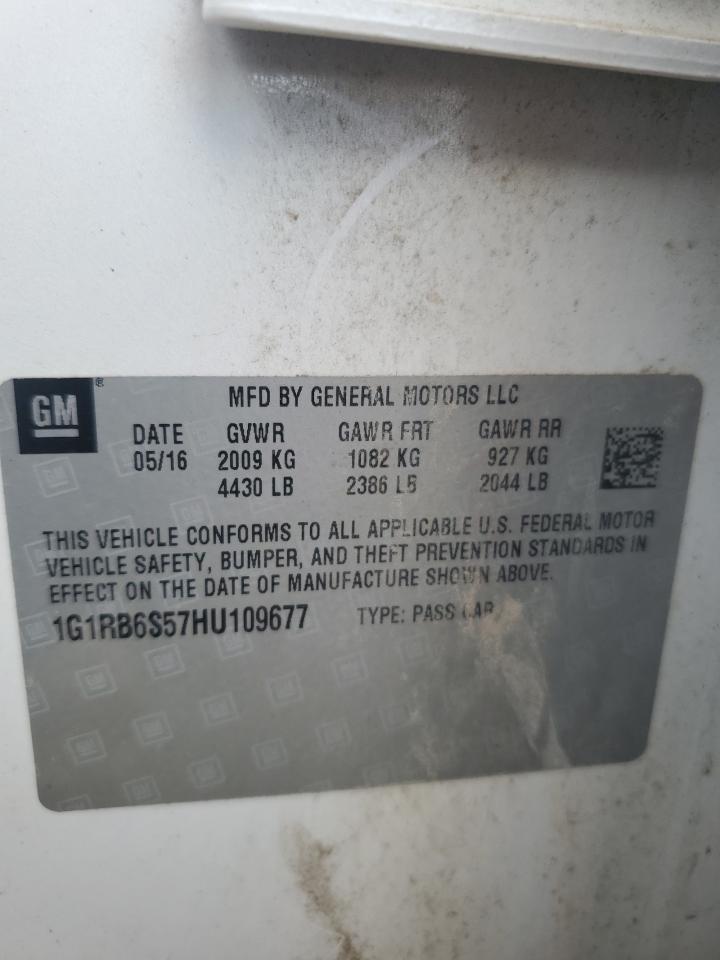 GM®
MFD BY GENERAL MOTORS LLC
DATE GVWR GAWR FRT GAWR RR
05/16 2009 KG 1082 KG 927 KG
4430 LB 2386 LB 2044 LB
THIS VEHICLE CONFORMS TO ALL APPLICABLE U.S. FEDERAL MOTOR
VEHICLE SAFETY, BUMPER, AND THEFT PREVENTION STANDARDS IN
EFFECT ON THE DATE OF MANUFACTURE SHOWN ABOVE.
1G1RB6S57HU109677 TYPE: PASS CAR